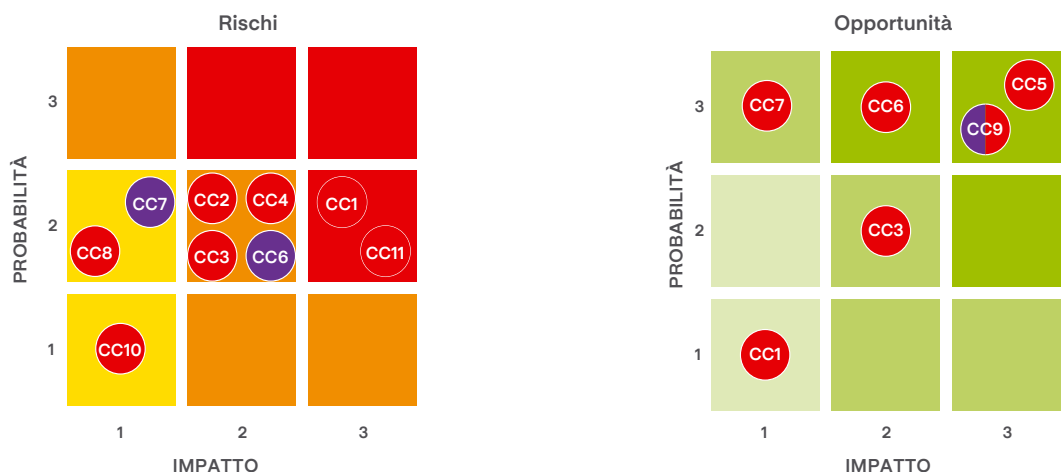 Rischi
PROBABILITÀ
3
2
1
CC7
CC8
CC2
CC4
CC3
CC6
CC1
CC11
CC10
1
2
3
IMPATTO
Opportunità
PROBABILITÀ
3
2
1
CC7
CC6
CC5
CC9
CC3
CC1
1
2
3
IMPATTO